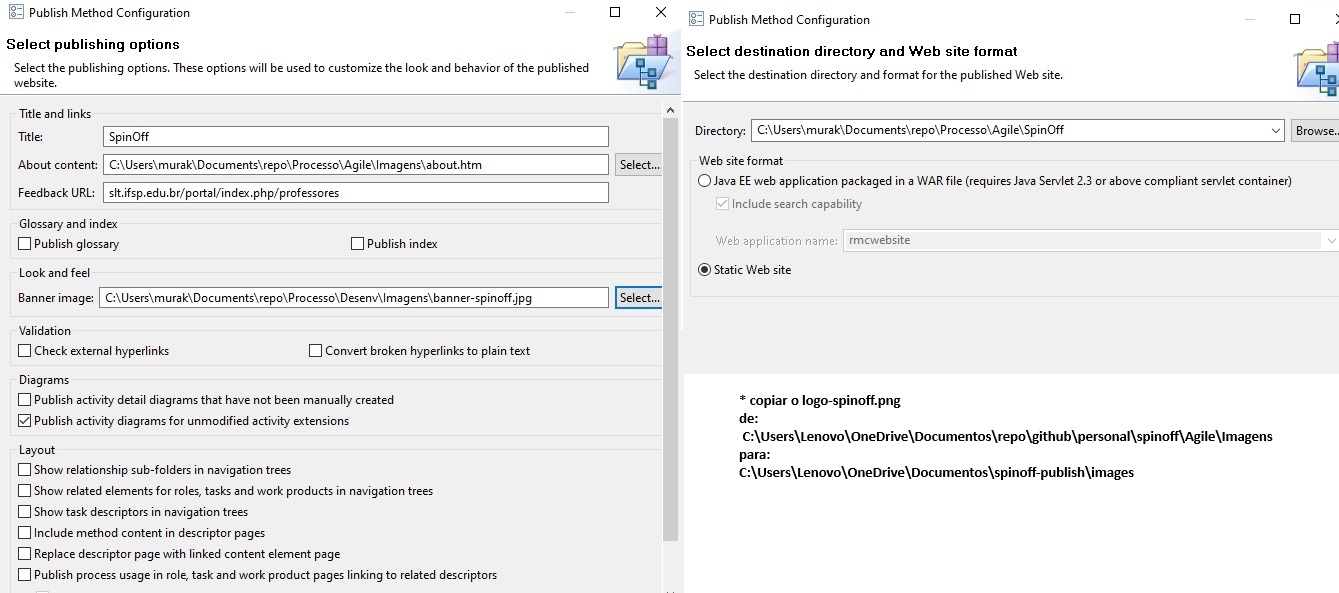 Publish Method Configuration
Select publishing options
Select the publishing options. These options will be used to customize the look and behavior of the published
website.
Title and links
Title: SpinOff
About content: C:\Users\murak\Documents\repo\Processo\Agile\Imagens\about.htm Select...
Feedback URL: slt.ifsp.edu.br/portal/index.php/professores
Glossary and index
Publish glossary Publish index
Look and feel
Banner image: C:\Users\murak\Documents\repo\Processo\Desenv\Imagens\banner-spinoff.jpg Select...
Validation
Check external hyperlinks Convert broken hyperlinks to plain text
Diagrams
Publish activity detail diagrams that have not been manually created
Publish activity diagrams for unmodified activity extensions
Layout
Show relationship sub-folders in navigation trees
Show related elements for roles, tasks and work products in navigation trees
Show task descriptors in navigation trees
Include method content in descriptor pages
Replace descriptor page with linked content element page
Publish process usage in role, task and work product pages linking to related descriptors
Publish Method Configuration
Select destination directory and Web site format
Select the destination directory and format for the published Web site.
Directory: C:\Users\murak\Documents\repo\Processo\Agile\SpinOff Browse..
Web site format
Java EE web application packaged in a WAR file (requires Java Servlet 2.3 or above compliant servlet container)
Include search capability
Web application name: rmcwebsite
Static Web site
* copiar o logo-spinoff.png
de:
C:\Users\Lenovo\OneDrive\Documentos\repo\github\personal\spinoff\Agile\Imagens
para:
C:\Users\Lenovo\OneDrive\Documentos\spinoff-publish\images